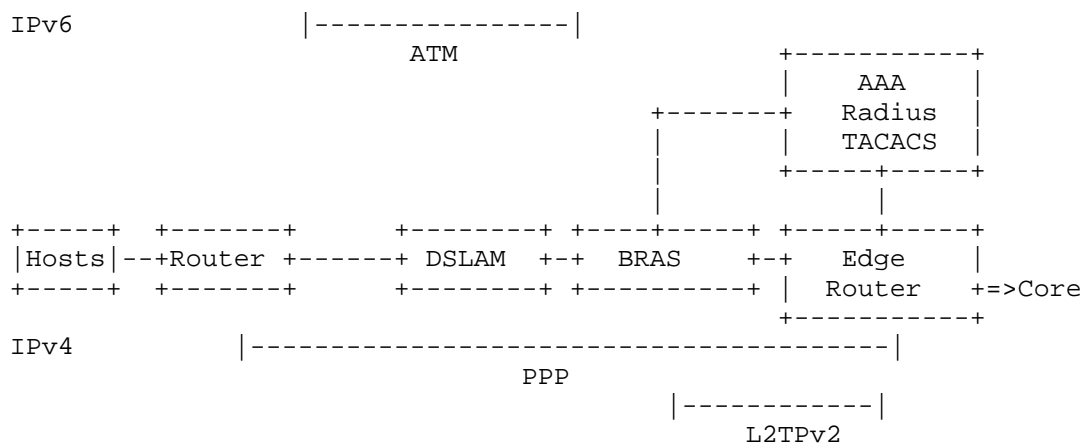 IPv6 |----------------|
ATM +-----------+
| AAA |
+-------+ Radius |
| | TACACS |
| +-----+-----+
| |
+-----+ +-------+ +--------+ +----+-----+ +-----+-----+
|Hosts|--+Router +------+ DSLAM +-+ BRAS +-+ Edge |
+-----+ +-------+ +--------+ +----------+ | Router +=>Core
+-----------+
IPv4 |----------------------------------------|
PPP
|------------|
L2TPv2